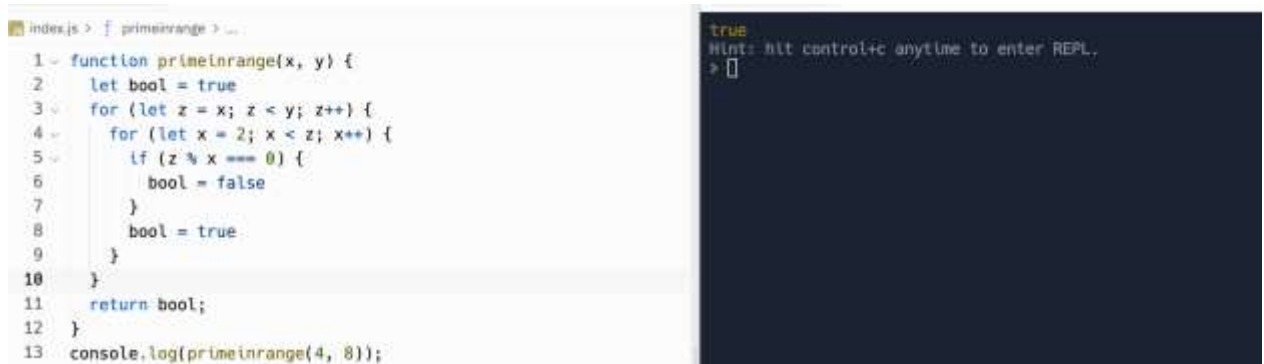 index.js > f primeinrange > ...
1 function primeinrange(x, y) {
2 let bool = true
3 for (let z = x; z < y; z++) {
4 for (let x = 2; x < z; x++) {
5 if (z % x === 0) {
6 bool = false
7 }
8 bool = true
9 }
10 }
11 return bool;
12 }
13 console.log(primeinrange(4, 8));
true
Hint: hit control+c anytime to enter REPL.
>